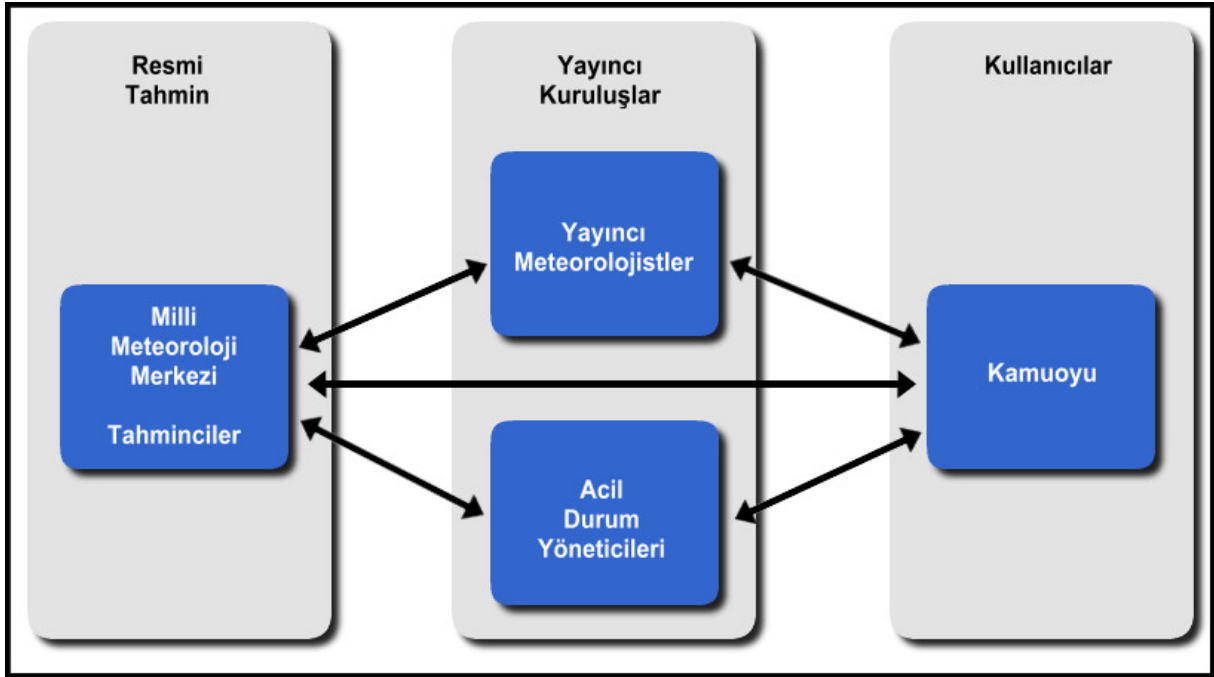 Resmi
Tahmin
Milli
Meteoroloji
Merkezi
Tahminciler
Yayıncı
Kuruluşlar
Yayıncı
Meteorolojistler
Acil
Durum
Yöneticileri
Kullanıcılar
Kamuoyu